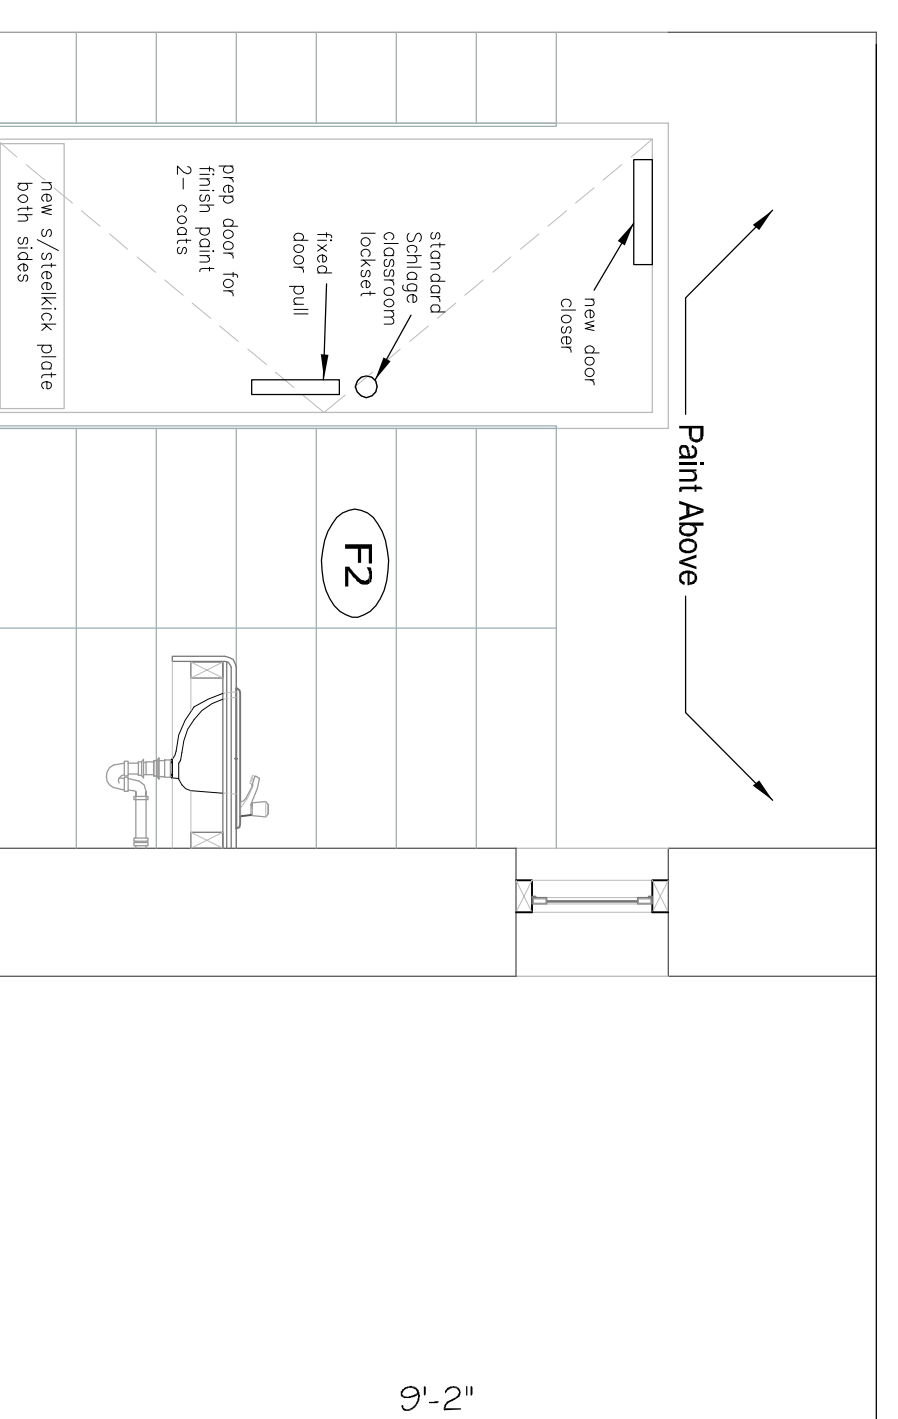 new door
closer
standard
Schlage
classroom
lockset
fixed
door pull
prep door for
finish paint
2- coats
new s/steelkick plate
both sides
Paint Above
F2
9'-2"